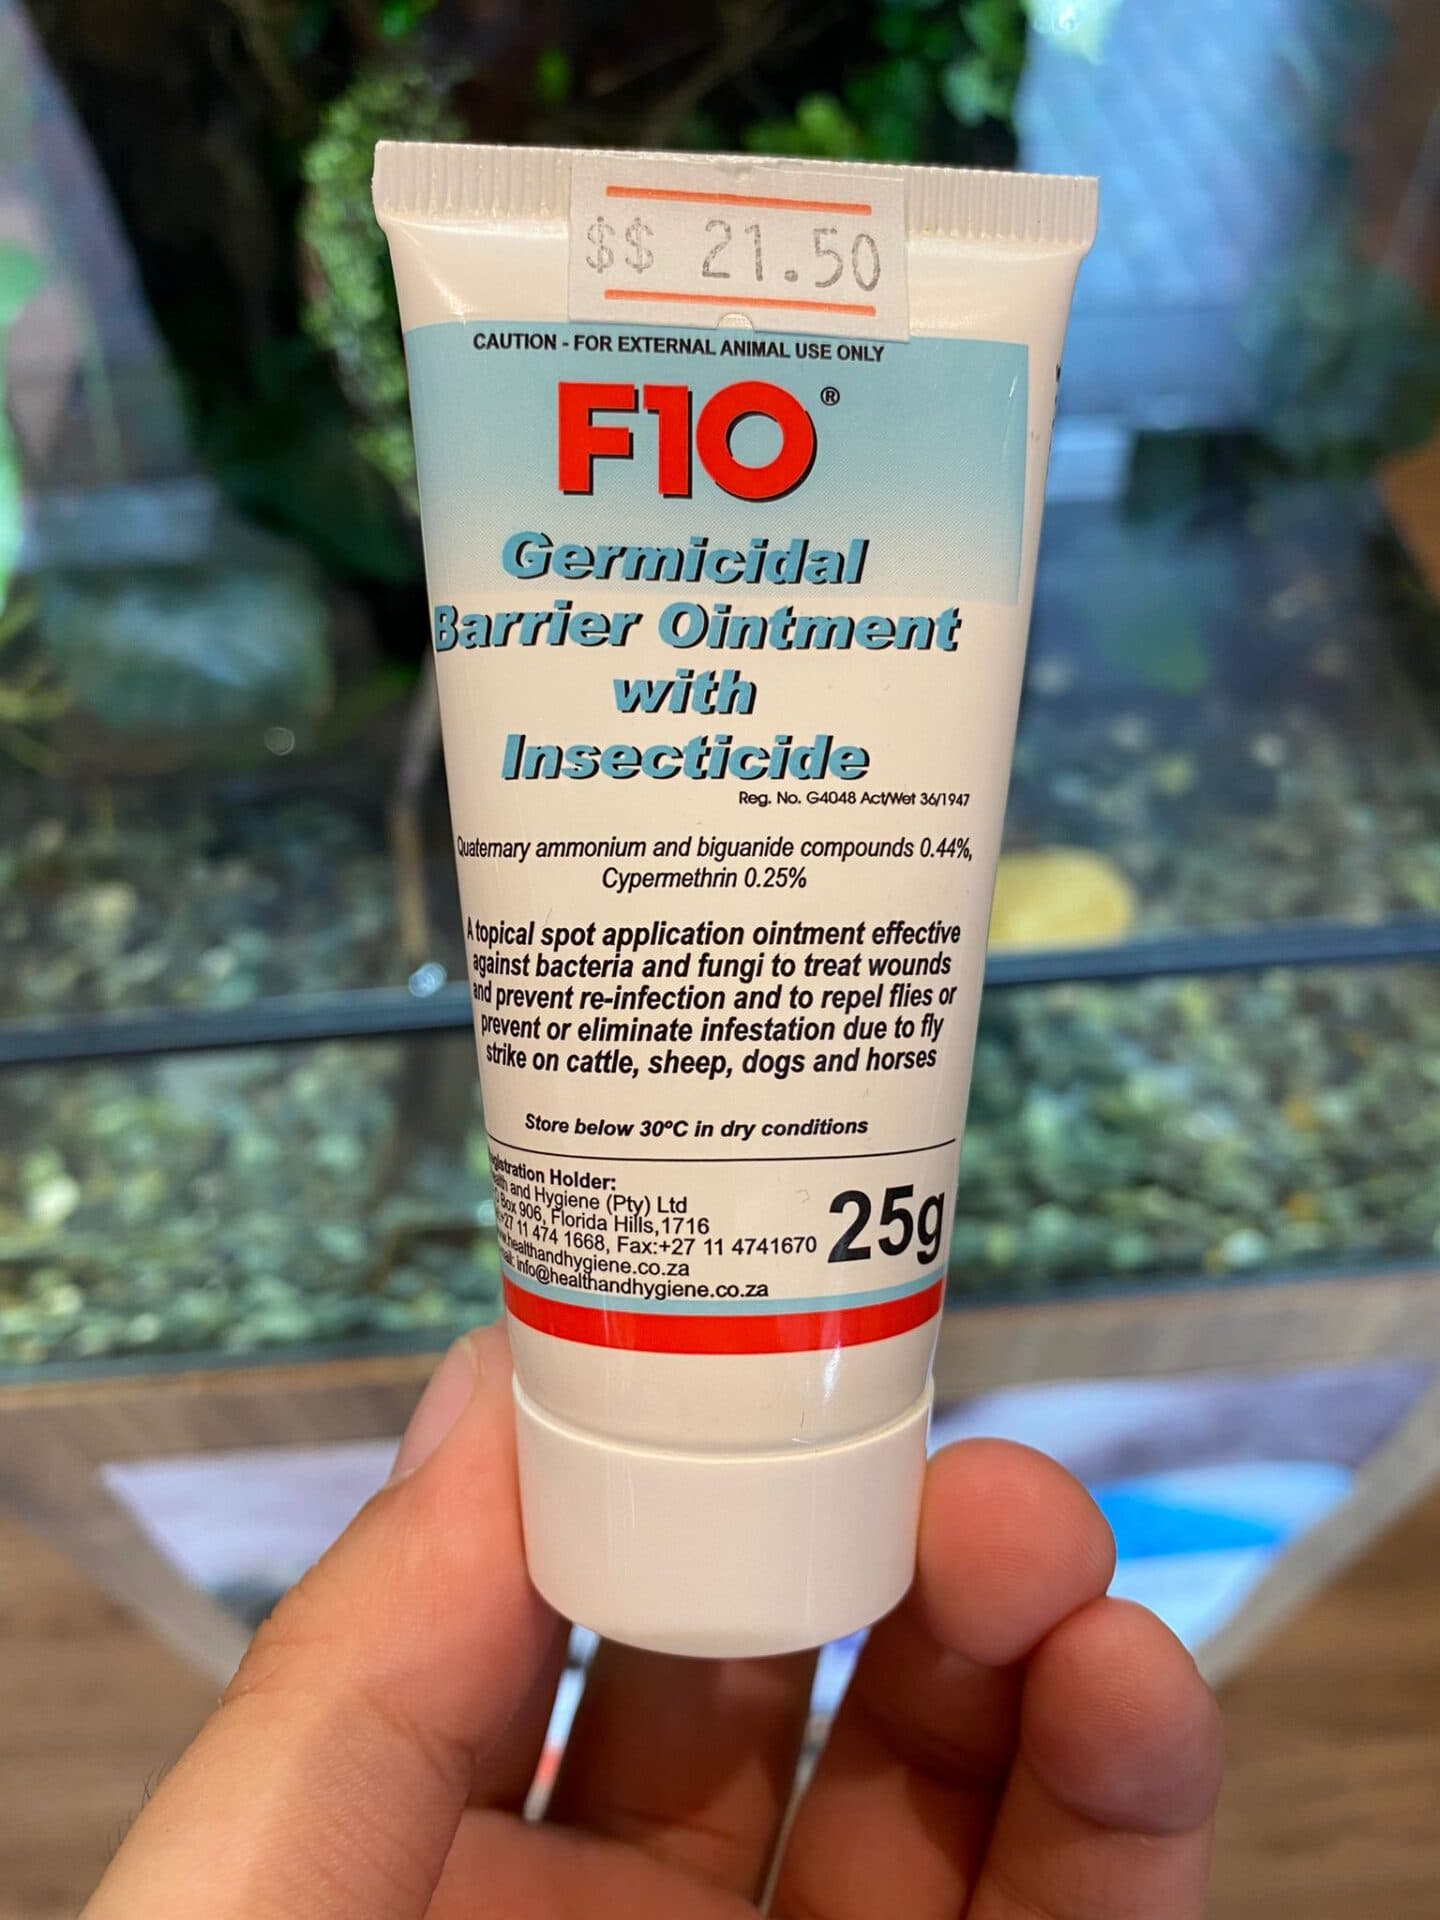 $$ 21.50
CAUTION - FOR EXTERNAL ANIMAL USE ONLY
F10®
Germicidal
Barrier Ointment
with
Insecticide
Reg. No. G4048 Act/Wet 36/1947
Quaternary ammonium and biguanide compounds 0.44%,
Cypermethrin 0.25%
A topical spot application ointment effective
against bacteria and fungi to treat wounds
and prevent re-infection and to repel flies or
prevent or eliminate infestation due to fly
strike on cattle, sheep, dogs and horses
Store below 30ºC in dry conditions
Holder:
and Hygiene (Pty) Ltd
Box 906, Florida Hills,1716
+27 11 474 1668, Fax:+27 11 4741670
healthandhygiene.co.za
info@healthandhygiene.co.za
25g